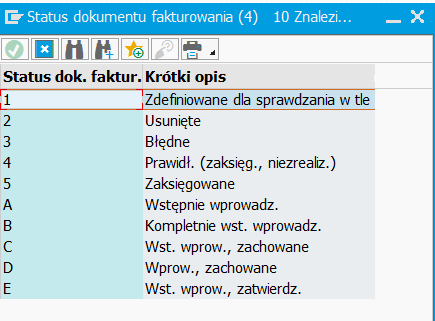 Status dokumentu fakturowania (4) 10 Znalezi...
Status dok. faktur. Krótki opis
1 Zdefiniowane dla sprawdzania w tle
2 Usunięte
3 Błędne
4 Prawidł. (zaksięg., niezrealiz.)
5 Zaksięgowane
A Wstępnie wprowadz.
B Kompletnie wst. wprowadz.
C Wst. wprow., zachowane
D Wprow., zachowane
E Wst. wprow., zatwierdz.